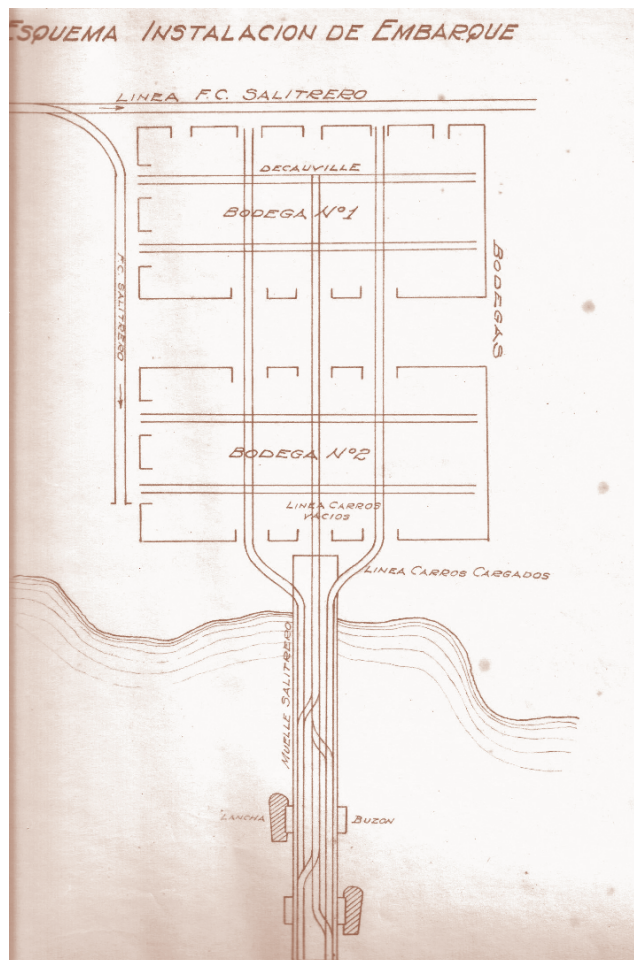 ESQUEMA INSTALACION DE EMBARQUE
LINEA F.C. SALITRERO
DECAUVILLE
BODEGA Nº1
BODEGAS
F.C. SALITRERO
BODEGA Nº2
LINEA CARROS
VACIOS
LINEA CARROS CARGADOS
MUELLE SALITRERO
LANCHA
BUZON